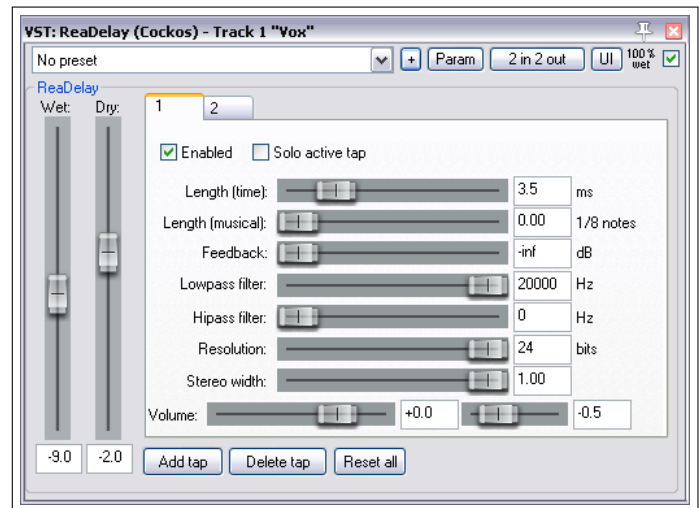 VST: ReaDelay (Cockos) - Track 1 "Vox"
No preset + Param 2 in 2 out UI 100% wet
ReaDelay
Wet: Dry: 1 2
Enabled Solo active tap
Length (time): 3.5 ms
Length (musical): 0.00 1/8 notes
Feedback: -inf dB
Lowpass filter: 20000 Hz
Hipass filter: 0 Hz
Resolution: 24 bits
Stereo width: 1.00
Volume: +0.0 -0.5
-9.0 -2.0 Add tap Delete tap Reset all